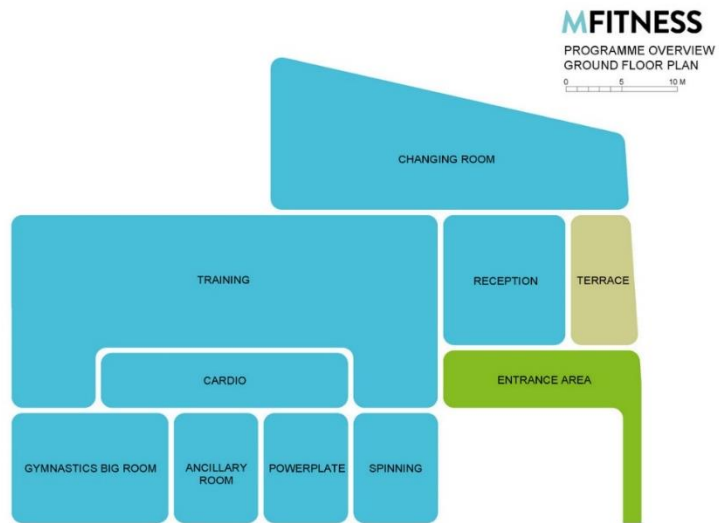 MFITNESS
PROGRAMME OVERVIEW
GROUND FLOOR PLAN
0 5 10 M
CHANGING ROOM
TRAINING
RECEPTION
TERRACE
CARDIO
ENTRANCE AREA
GYMNASTICS BIG ROOM
ANCILLARY
ROOM
POWERPLATE
SPINNING